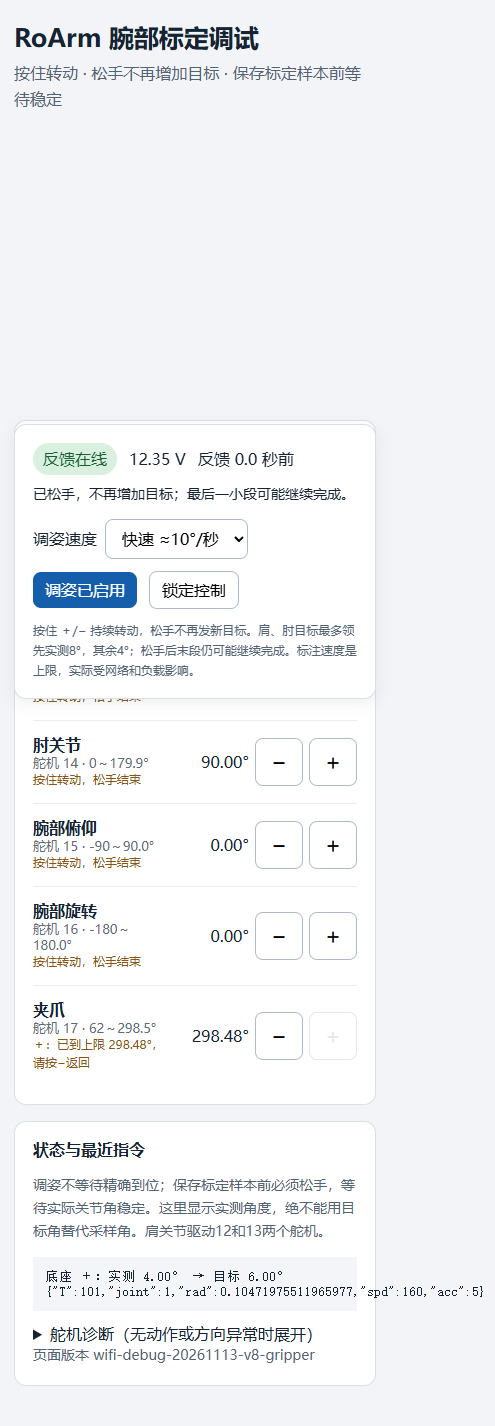 RoArm 腕部标定调试
按住转动 · 松手不再增加目标 · 保存标定样本前等
待稳定
反馈在线 12.35 V 反馈 0.0 秒前
已松手，不再增加目标；最后一小段可能继续完成。
调姿速度 快速 ≈10°/秒
调姿已启用 锁定控制
按住 +/− 持续转动，松手不再发新目标。肩、肘目标最多领
先实测8°，其余4°；松手后末段仍可能继续完成。标注速度是
上限，实际受网络和负载影响。
按住转动，松手结束
肘关节
舵机 14 · 0 ~ 179.9°
按住转动，松手结束
90.00° − +
腕部俯仰
舵机 15 · -90 ~ 90.0°
按住转动，松手结束
0.00° − +
腕部旋转
舵机 16 · -180 ~
180.0°
按住转动，松手结束
0.00° − +
夹爪
舵机 17 · 62 ~ 298.5°
+：已到上限 298.48°，
请按−返回
298.48° − +
状态与最近指令
调姿不等待精确到位；保存标定样本前必须松手，等
待实际关节角稳定。这里显示实测角度，绝不能用目
标角替代采样角。肩关节驱动12和13两个舵机。
底座 +：实测 4.00° → 目标 6.00°
{"T":101,"joint":1,"rad":0.10471975511965977,"spd":160,"acc":5}
▶ 舵机诊断（无动作或方向异常时展开）
页面版本 wifi-debug-20261113-v8-gripper